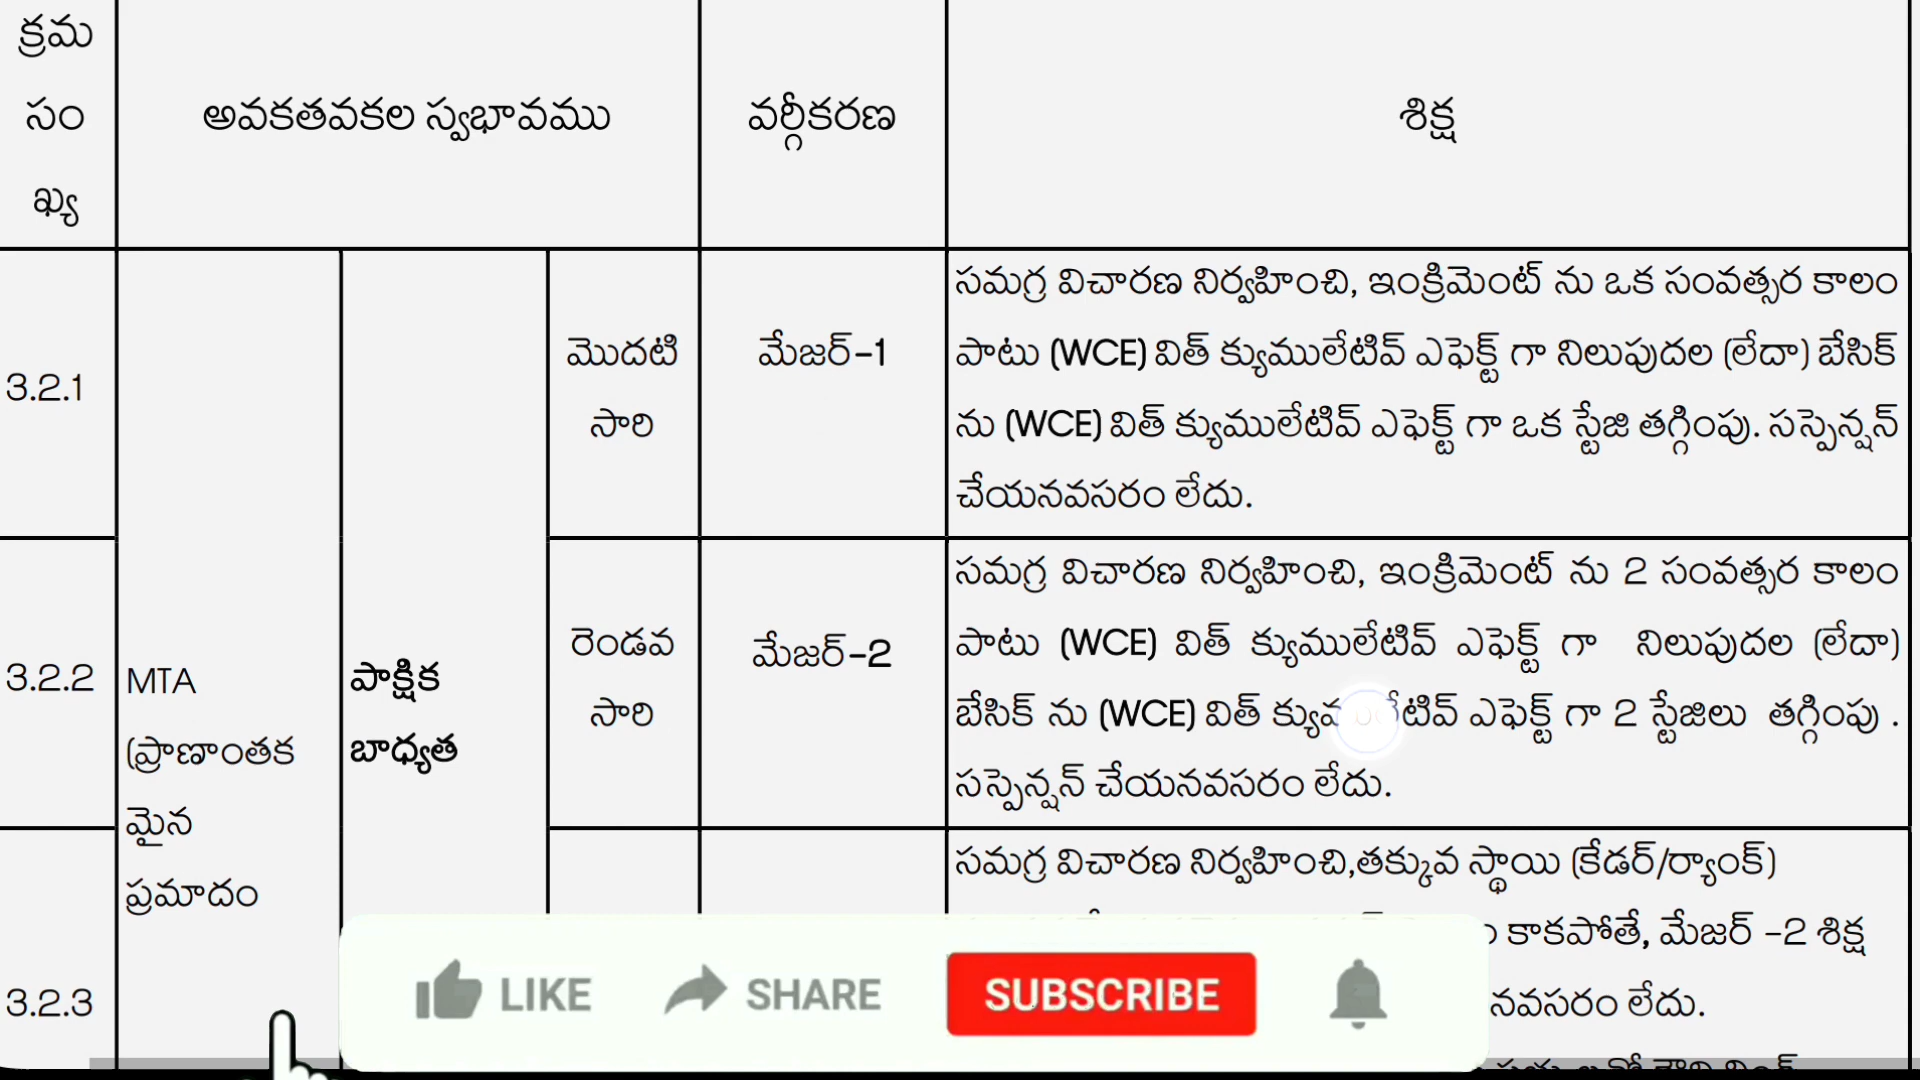 క్రమ
సం
ఖ్య
అవకతవకల స్వభావము
వర్గీకరణ
శిక్ష
3.2.1
మొదటి
సారి
మేజర్-1
సమగ్ర విచారణ నిర్వహించి, ఇంక్రిమెంట్ ను ఒక సంవత్సర కాలం
పాటు (WCE) విత్ క్యుములేటివ్ ఎఫెక్ట్ గా నిలుపుదల (లేదా) బేసిక్
ను (WCE) విత్ క్యుములేటివ్ ఎఫెక్ట్ గా ఒక స్టేజి తగ్గింపు. సస్పెన్షన్
చేయనవసరం లేదు.
3.2.2
MTA
(ప్రాణాంతక
మైన
ప్రమాదం
పాక్షిక
బాధ్యత
రెండవ
సారి
మేజర్-2
సమగ్ర విచారణ నిర్వహించి, ఇంక్రిమెంట్ ను 2 సంవత్సర కాలం
పాటు (WCE) విత్ క్యుములేటివ్ ఎఫెక్ట్ గా నిలుపుదల (లేదా)
బేసిక్ ను (WCE) విత్ క్యుములేటివ్ ఎఫెక్ట్ గా 2 స్టేజిలు తగ్గింపు .
సస్పెన్షన్ చేయనవసరం లేదు.
3.2.3
సమగ్ర విచారణ నిర్వహించి,తక్కువ స్థాయి (కేడర్/ర్యాంక్)
కాకపోతే, మేజర్ -2 శిక్ష
నవసరం లేదు.
LIKE
SHARE
SUBSCRIBE